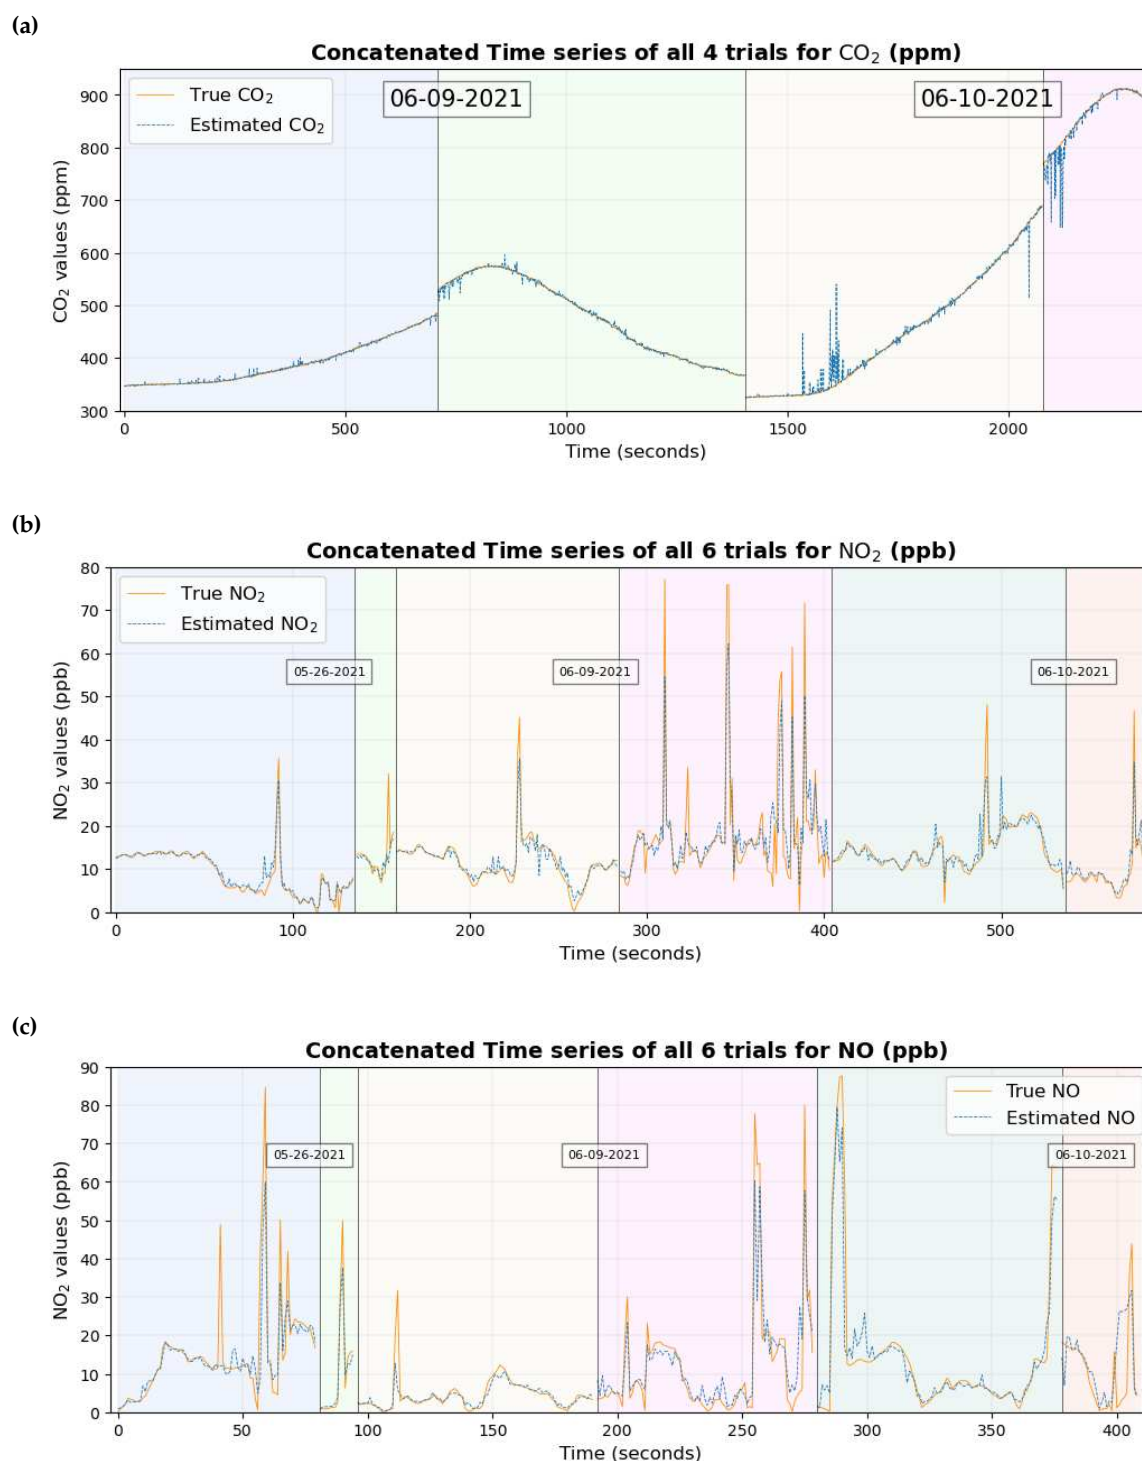 (a)
Concatenated Time series of all 4 trials for CO₂ (ppm)
True CO₂
Estimated CO₂
06-09-2021
06-10-2021
CO₂ values (ppm)
900
800
700
600
500
400
300
0 500 1000 1500 2000
Time (seconds)
(b)
Concatenated Time series of all 6 trials for NO₂ (ppb)
True NO₂
Estimated NO₂
05-26-2021
06-09-2021
06-10-2021
NO₂ values (ppb)
80
70
60
50
40
30
20
10
0
0 100 200 300 400 500
Time (seconds)
(c)
Concatenated Time series of all 6 trials for NO (ppb)
True NO
Estimated NO
05-26-2021
06-09-2021
06-10-2021
NO₂ values (ppb)
90
80
70
60
50
40
30
20
10
0
0 50 100 150 200 250 300 350 400
Time (seconds)